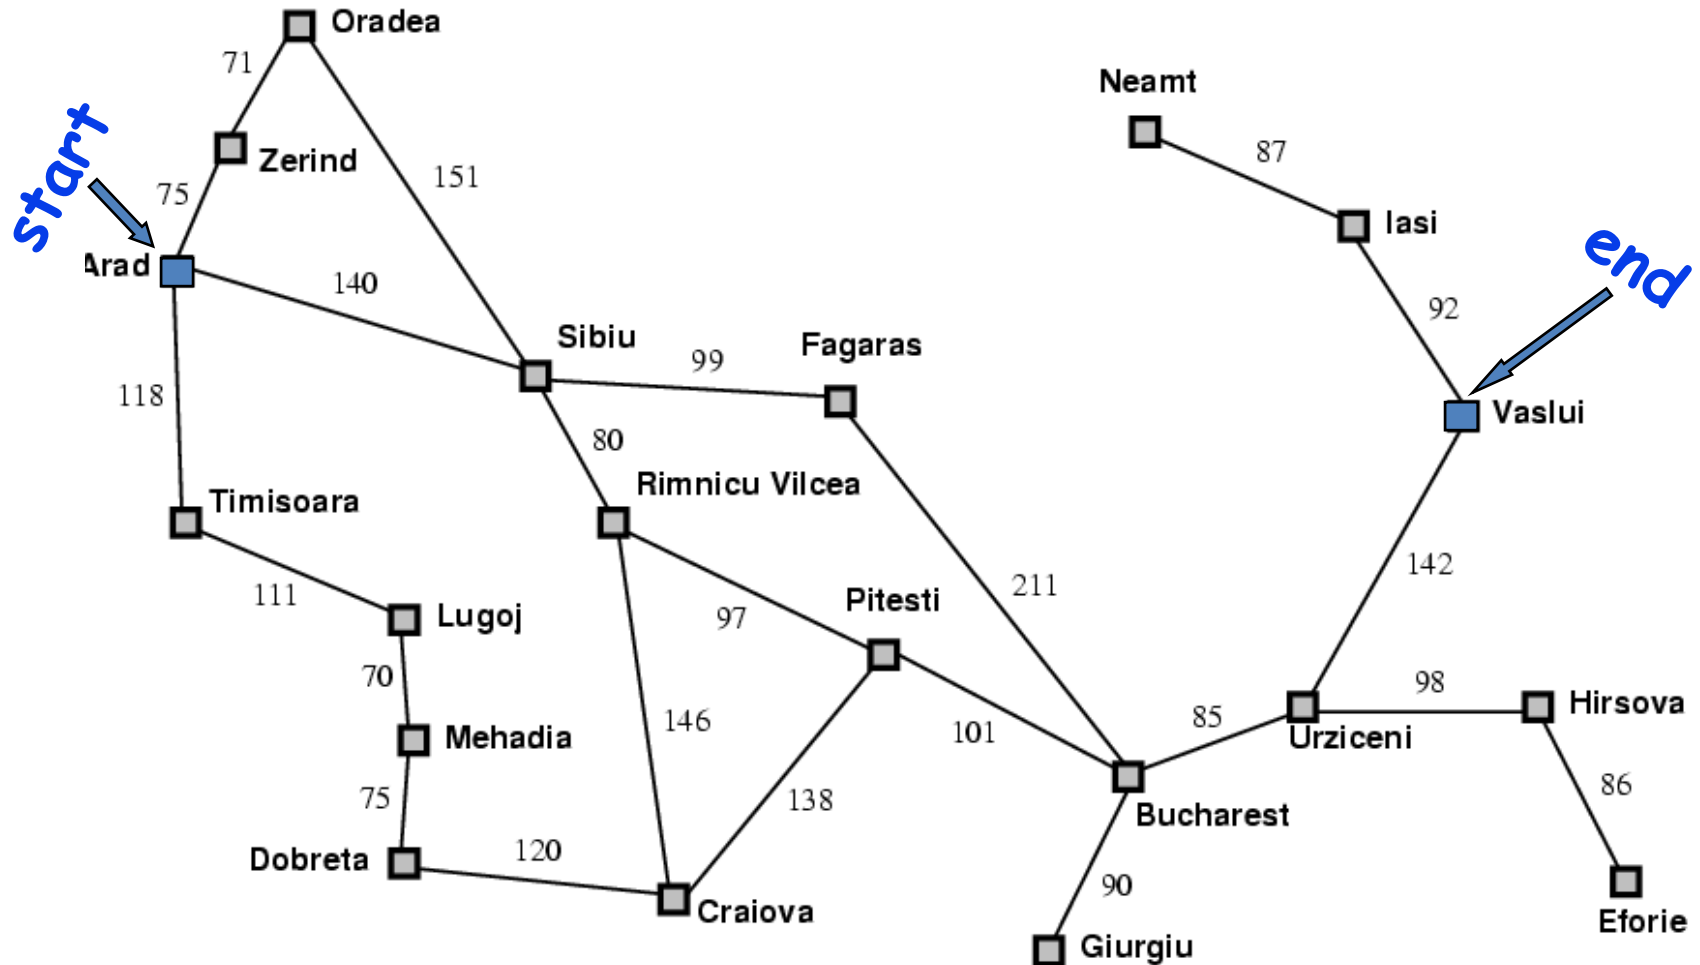 Oradea
71
Neamt
start
Zerind
87
151
75
Iasi
end
Arad
140
92
Sibiu
Fagaras
99
118
Vaslui
80
Rimnicu Vilcea
Timisoara
142
211
111
Pitesti
Lugoj
97
70
98
Hirsova
146
85
101
Urziceni
Mehadia
86
75
138
Bucharest
120
Dobreta
90
Craiova
Eforie
Giurgiu